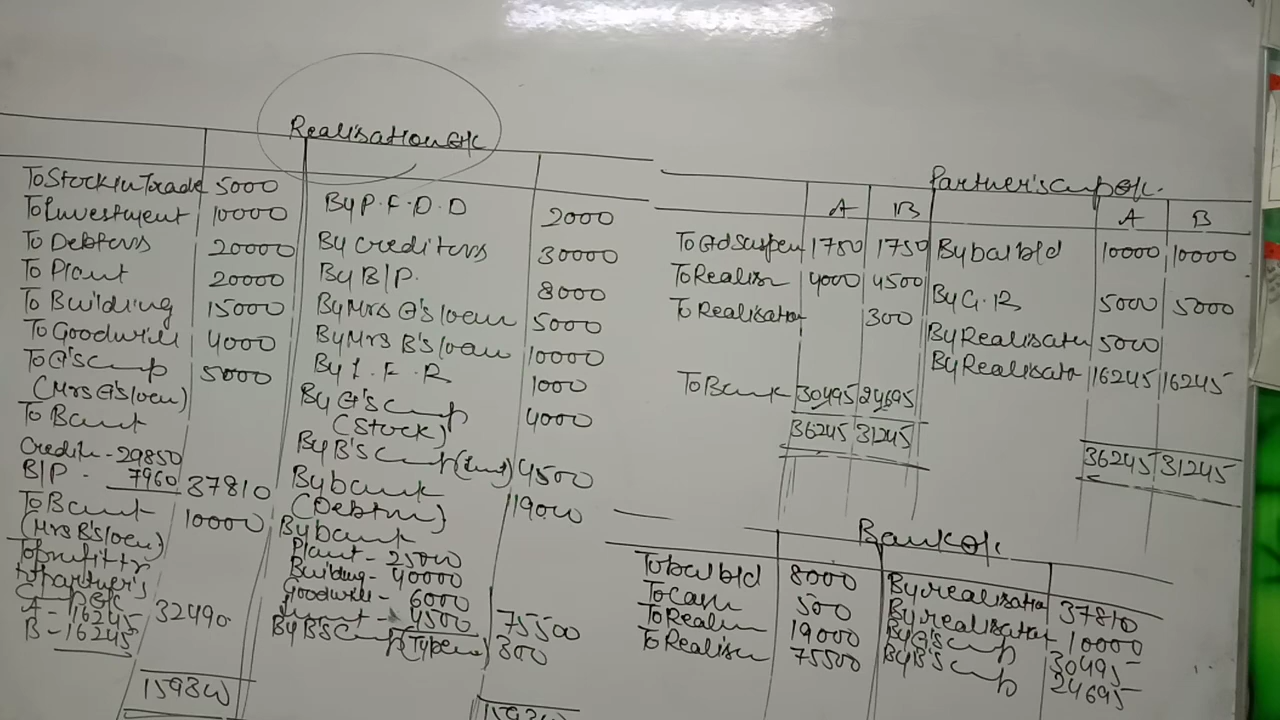 Realisation A/c
To Stock in Trade 5000
To Investment 10000
To Debtors 20000
To Plant 20000
To Building 15000
To Goodwill 4000
To A's cap 5000
(Mrs A's loan)
To Bank
Credit - 29850
B/P - 7960 37810
To Bank 10000
(Mrs B's loan)
To Profit tr
to partner's
cap A/c
A - 16245 32490
B - 16245
159300
By P.F.D.D 2000
By Creditors 30000
By B/P. 8000
By Mrs A's loan 5000
By Mrs B's loan 10000
By I.F.R 1000
By A's cap 4000
(Stock)
By B's cap (Inv) 4500
By bank 19000
(Debtors)
By bank
Plant - 25000
Building - 40000
Goodwill - 6000
4500 75500
By B's cap (Type) 300
Partner's cap A/c.
A B A B
To Ad Suspen 1750 1750 By bal b/d 10000 10000
To Realisn 4000 4500 By G.R 5000 5000
To Realisation 300
By Realisatn 5000
By Realisatn 16245 16245
To Bank 30495 24695
36245 31245 36245 31245
Bank A/c
To bal b/d 8000 By realisation 37810
To Cash 500 By realisation 10000
To Realisn 19000 By A's cap 30495
To Realisn 75500 By B's cap 24695